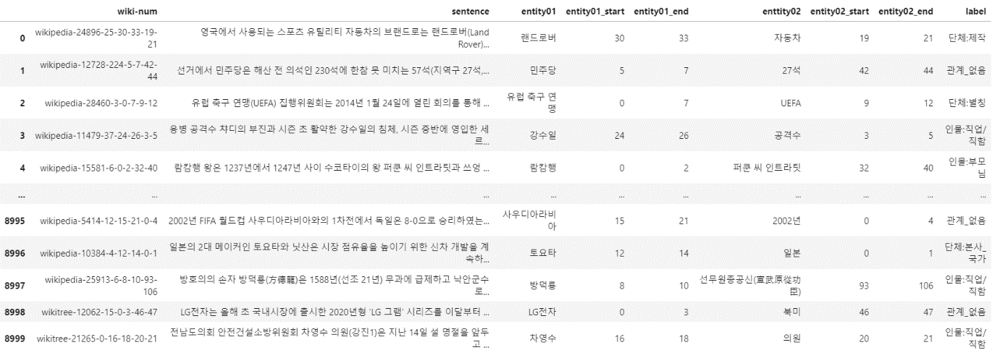 wiki-num sentence entity01 entity01_start entity01_end enttity02 entity02_start entity02_end label
0 wikipedia-24896-25-30-33-19-21 영국에서 사용되는 스포츠 유틸리티 자동차의 브랜드로는 랜드로버(Land Rover)... 랜드로버 30 33 자동차 19 21 단체:제작
1 wikipedia-12728-224-5-7-42-44 선거에서 민주당은 해산 전 의석인 230석에 한참 못 미치는 57석(지역구 27석,... 민주당 5 7 27석 42 44 관계_없음
2 wikipedia-28460-3-0-7-9-12 유럽 축구 연맹(UEFA) 집행위원회는 2014년 1월 24일에 열린 회의를 통해 ... 유럽 축구 연맹 0 7 UEFA 9 12 단체:별칭
3 wikipedia-11479-37-24-26-3-5 용병 공격수 챠디의 부진과 시즌 초 활약한 강수일의 침체, 시즌 중반에 영입한 세르... 강수일 24 26 공격수 3 5 인물:직업/직함
4 wikipedia-15581-6-0-2-32-40 람캄행 왕은 1237년에서 1247년 사이 수코타이의 왕 퍼쿤 씨 인트라팃과 쓰엉 ... 람캄행 0 2 퍼쿤 씨 인트라팃 32 40 인물:부모님
... ... ... ... ... ... ... ... ... ...
8995 wikipedia-5414-12-15-21-0-4 2002년 FIFA 월드컵 사우디아라비아와의 1차전에서 독일은 8-0으로 승리하였는... 사우디아라비아 15 21 2002년 0 4 관계_없음
8996 wikipedia-10384-4-12-14-0-1 일본의 2대 메이커인 토요타와 닛산은 시장 점유율을 높이기 위한 신차 개발을 계속하... 토요타 12 14 일본 0 1 단체:본사_국가
8997 wikipedia-25913-6-8-10-93-106 방호의의 손자 방덕룡(方德龍)은 1588년(선조 21년) 무과에 급제하고 낙안군수로... 방덕룡 8 10 선무원종공신(宣武原從功臣) 93 106 인물:직업/직함
8998 wikitree-12062-15-0-3-46-47 LG전자는 올해 초 국내시장에 출시한 2020년형 'LG 그램' 시리즈를 이달부터 ... LG전자 0 3 북미 46 47 관계_없음
8999 wikitree-21265-0-16-18-20-21 전남도의회 안전건설소방위원회 차영수 의원(강진1)은 지난 14일 설 명절을 앞두고 ... 차영수 16 18 의원 20 21 인물:직업/직함